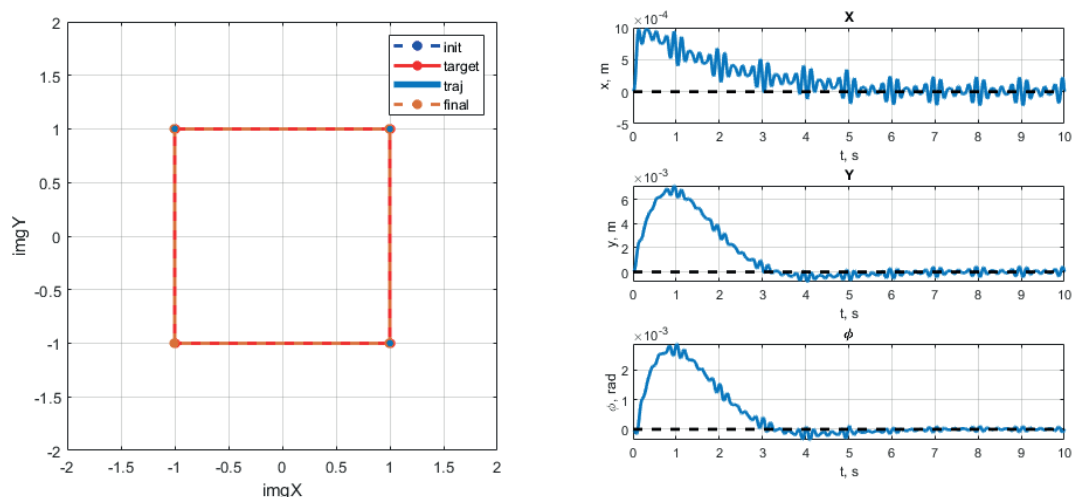 2
1.5
1
0.5
0
-0.5
-1
-1.5
-2
imgY
-2
-1.5
-1
-0.5
0
0.5
1
1.5
2
imgX
init
target
traj
final
×10⁻⁴
X
10
5
0
-5
x, m
0 1 2 3 4 5 6 7 8 9 10
t, s
×10⁻³
Y
6
4
2
0
y, m
0 1 2 3 4 5 6 7 8 9 10
t, s
×10⁻³
ϕ
2
1
0
ϕ, rad
0 1 2 3 4 5 6 7 8 9 10
t, s